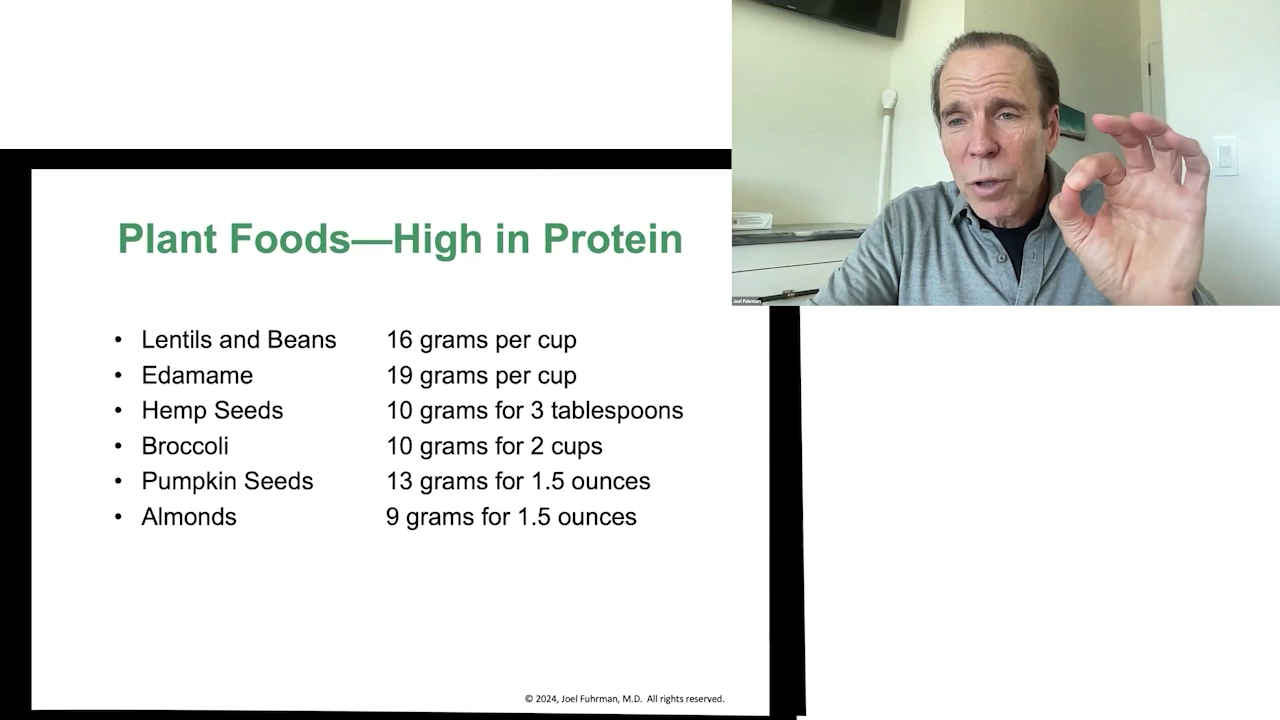 Plant Foods—High in Protein
• Lentils and Beans 16 grams per cup
• Edamame 19 grams per cup
• Hemp Seeds 10 grams for 3 tablespoons
• Broccoli 10 grams for 2 cups
• Pumpkin Seeds 13 grams for 1.5 ounces
• Almonds 9 grams for 1.5 ounces
© 2024, Joel Fuhrman, M.D. All rights reserved.
Joel Fuhrman